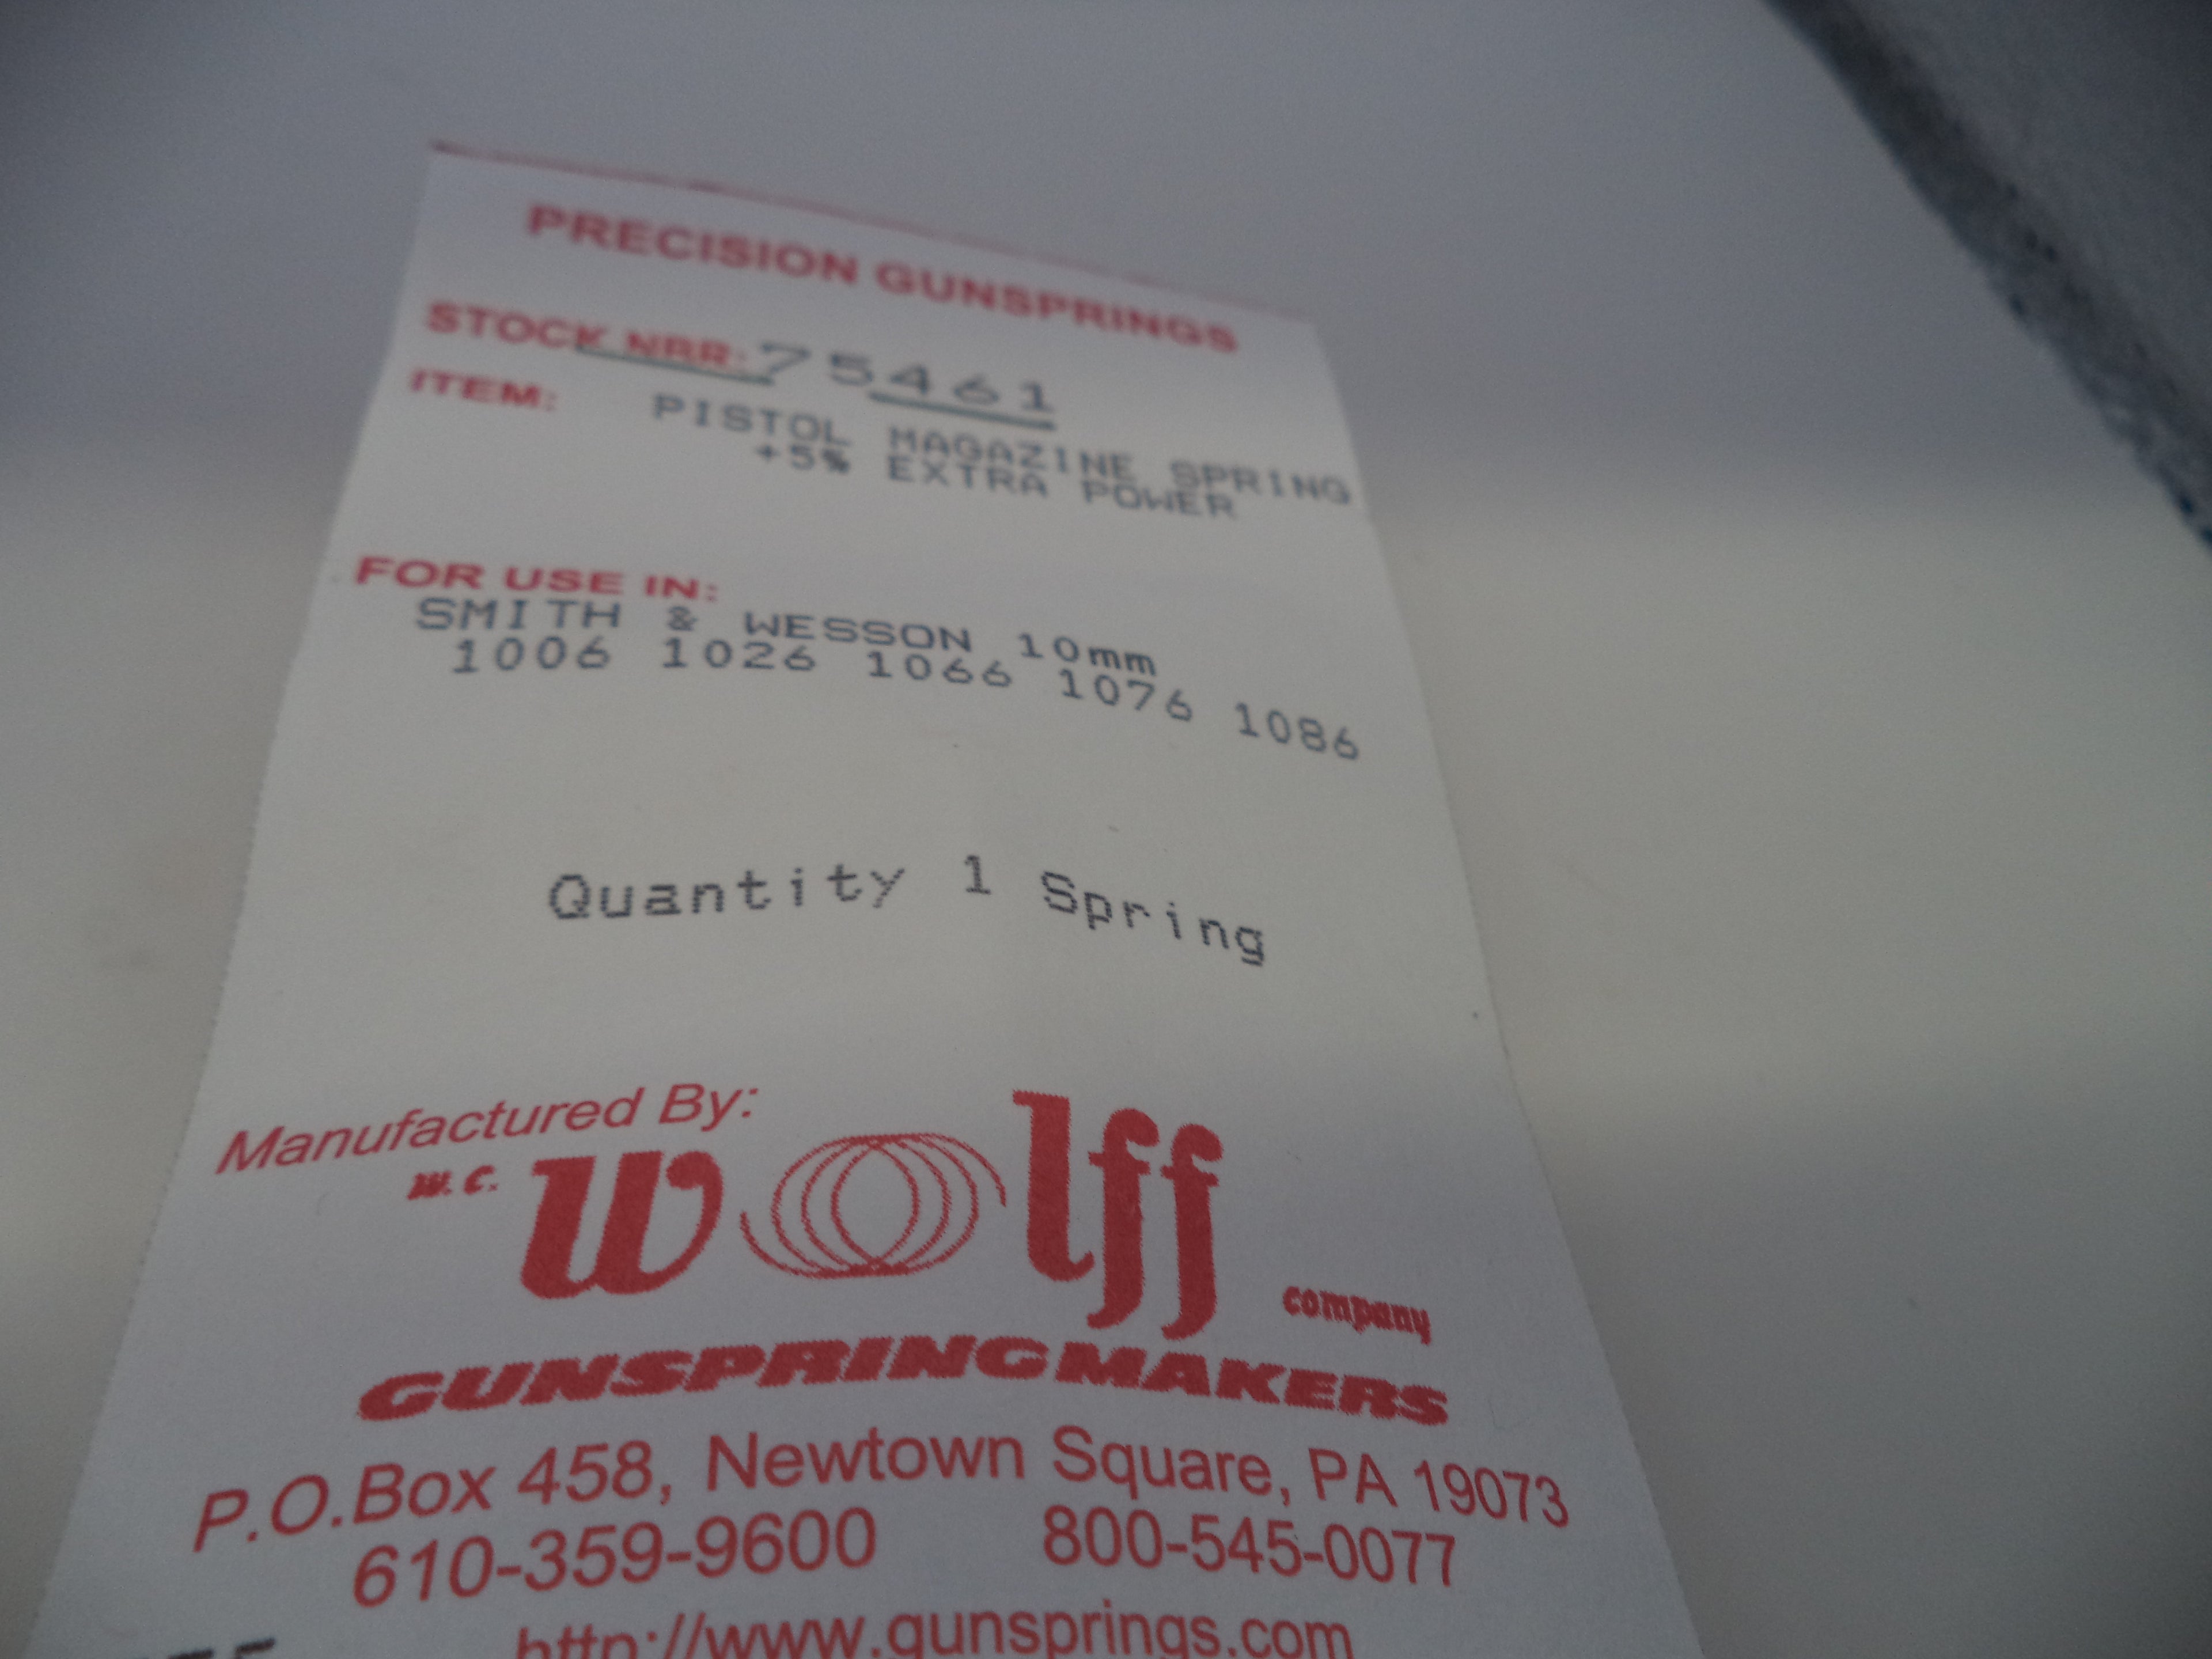 PRECISION GUNSPRINGS
STOCK NBR: 75461
ITEM: PISTOL MAGAZINE SPRING
+5% EXTRA POWER
FOR USE IN:
SMITH & WESSON 10mm
1006 1026 1066 1076 1086
Quantity 1 Spring
Manufactured By:
W.C. Wolff company
GUNSPRING MAKERS
P.O.Box 458, Newtown Square, PA 19073
610-359-9600 800-545-0077
http://www.gunsprings.com